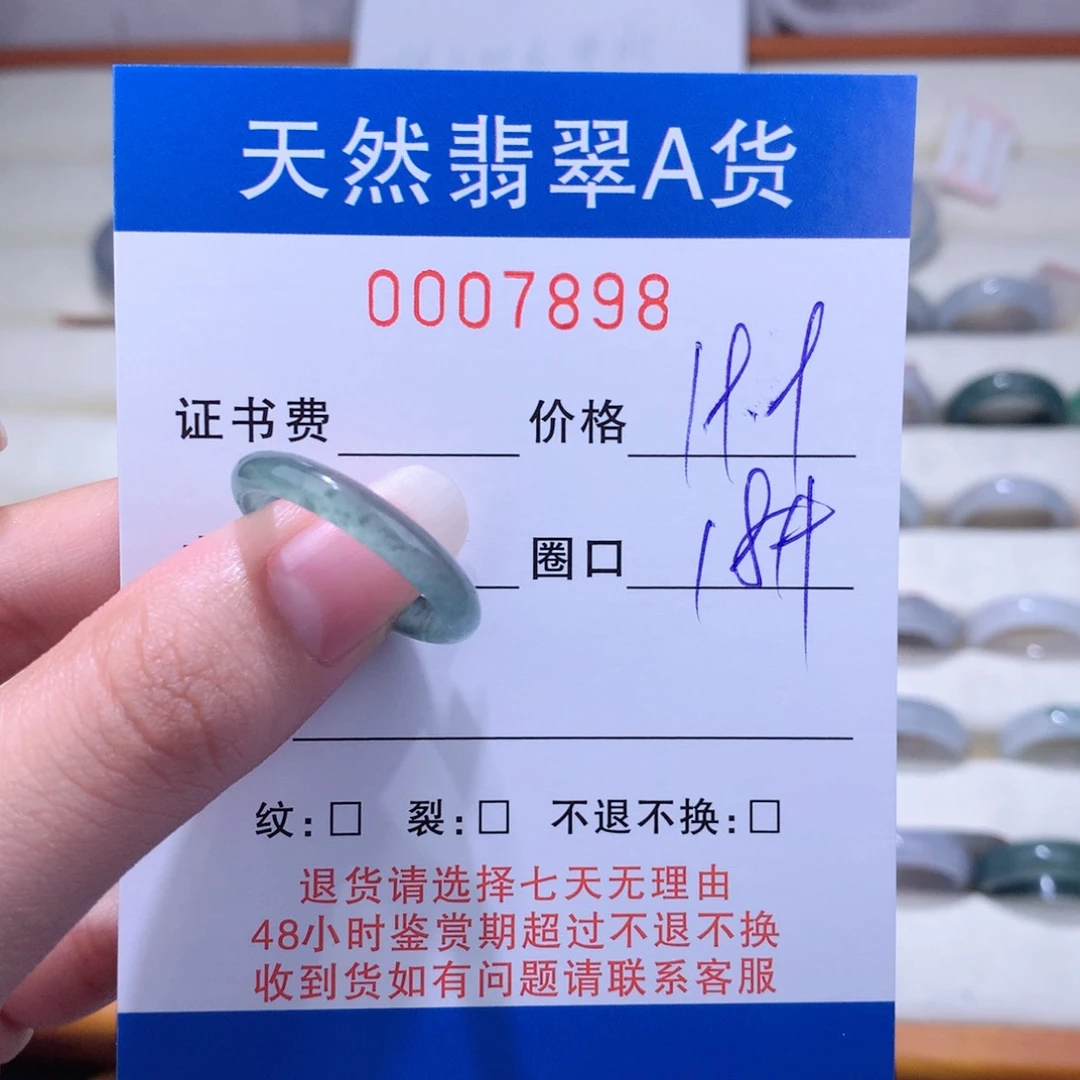 天然翡翠A货
0007898
证书费 价格
圈口
纹:□ 裂:□ 不退不换:□
退货请选择七天无理由
48小时鉴赏期超过不退不换
收到货如有问题请联系客服